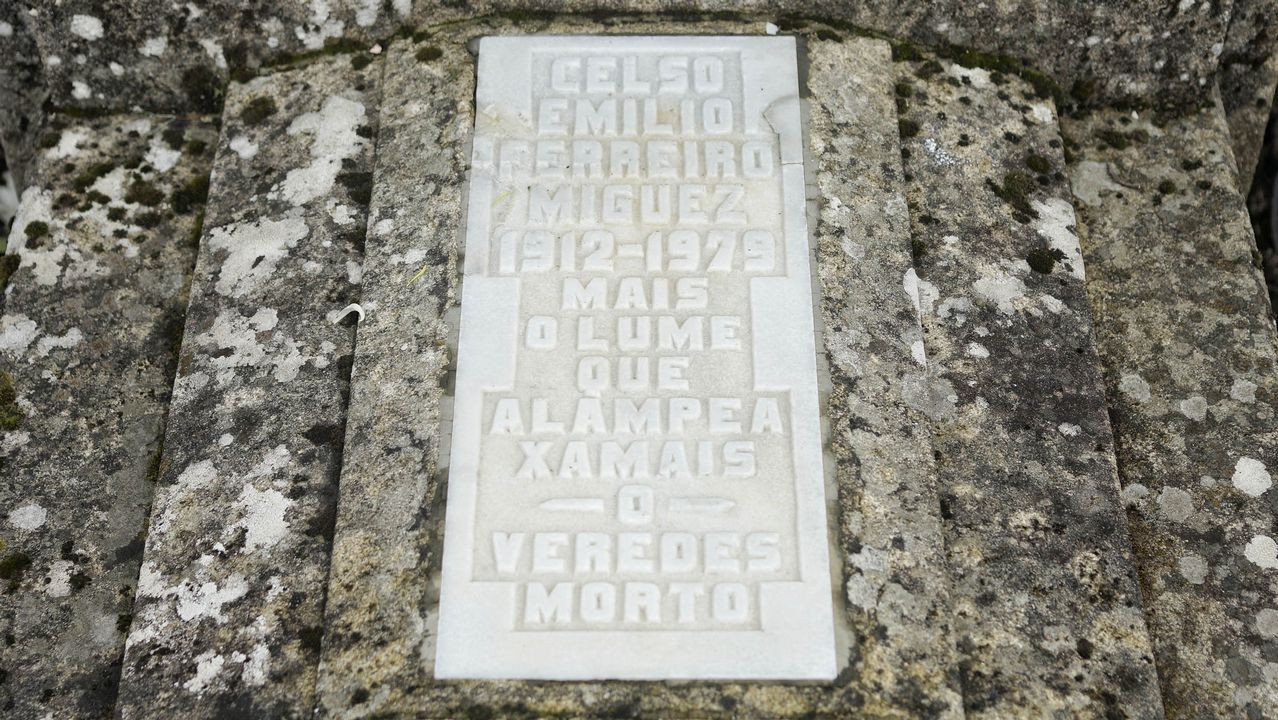 CELSO
EMILIO
FERREIRO
MIGUEZ
1912-1979
MAIS
O LUME
QUE
ALAMPEA
XAMAIS
O
VEREDES
MORTO